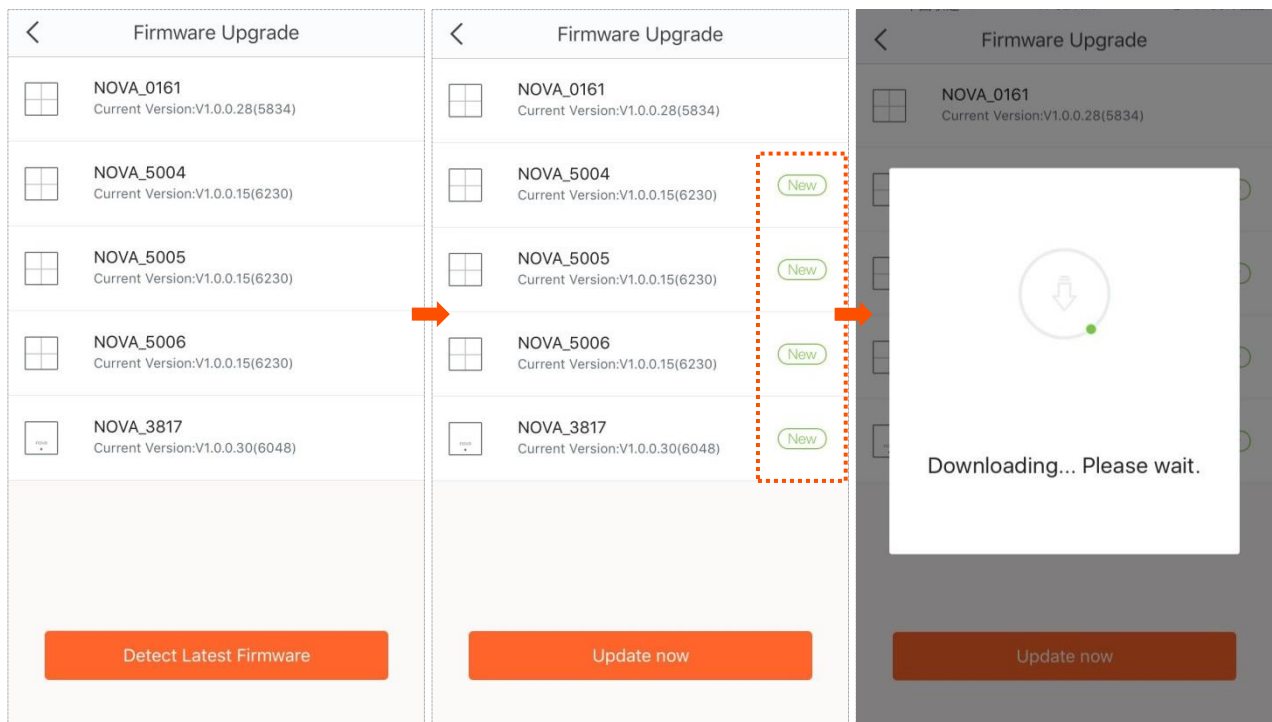 Firmware Upgrade
NOVA_0161
Current Version:V1.0.0.28(5834)
NOVA_5004
Current Version:V1.0.0.15(6230)
NOVA_5005
Current Version:V1.0.0.15(6230)
NOVA_5006
Current Version:V1.0.0.15(6230)
nova
NOVA_3817
Current Version:V1.0.0.30(6048)
Detect Latest Firmware
Firmware Upgrade
NOVA_0161
Current Version:V1.0.0.28(5834)
NOVA_5004
New
Current Version:V1.0.0.15(6230)
NOVA_5005
New
Current Version:V1.0.0.15(6230)
NOVA_5006
New
Current Version:V1.0.0.15(6230)
nova
NOVA_3817
New
Current Version:V1.0.0.30(6048)
Update now
Firmware Upgrade
NOVA_0161
Current Version:V1.0.0.28(5834)
Downloading... Please wait.
Update now